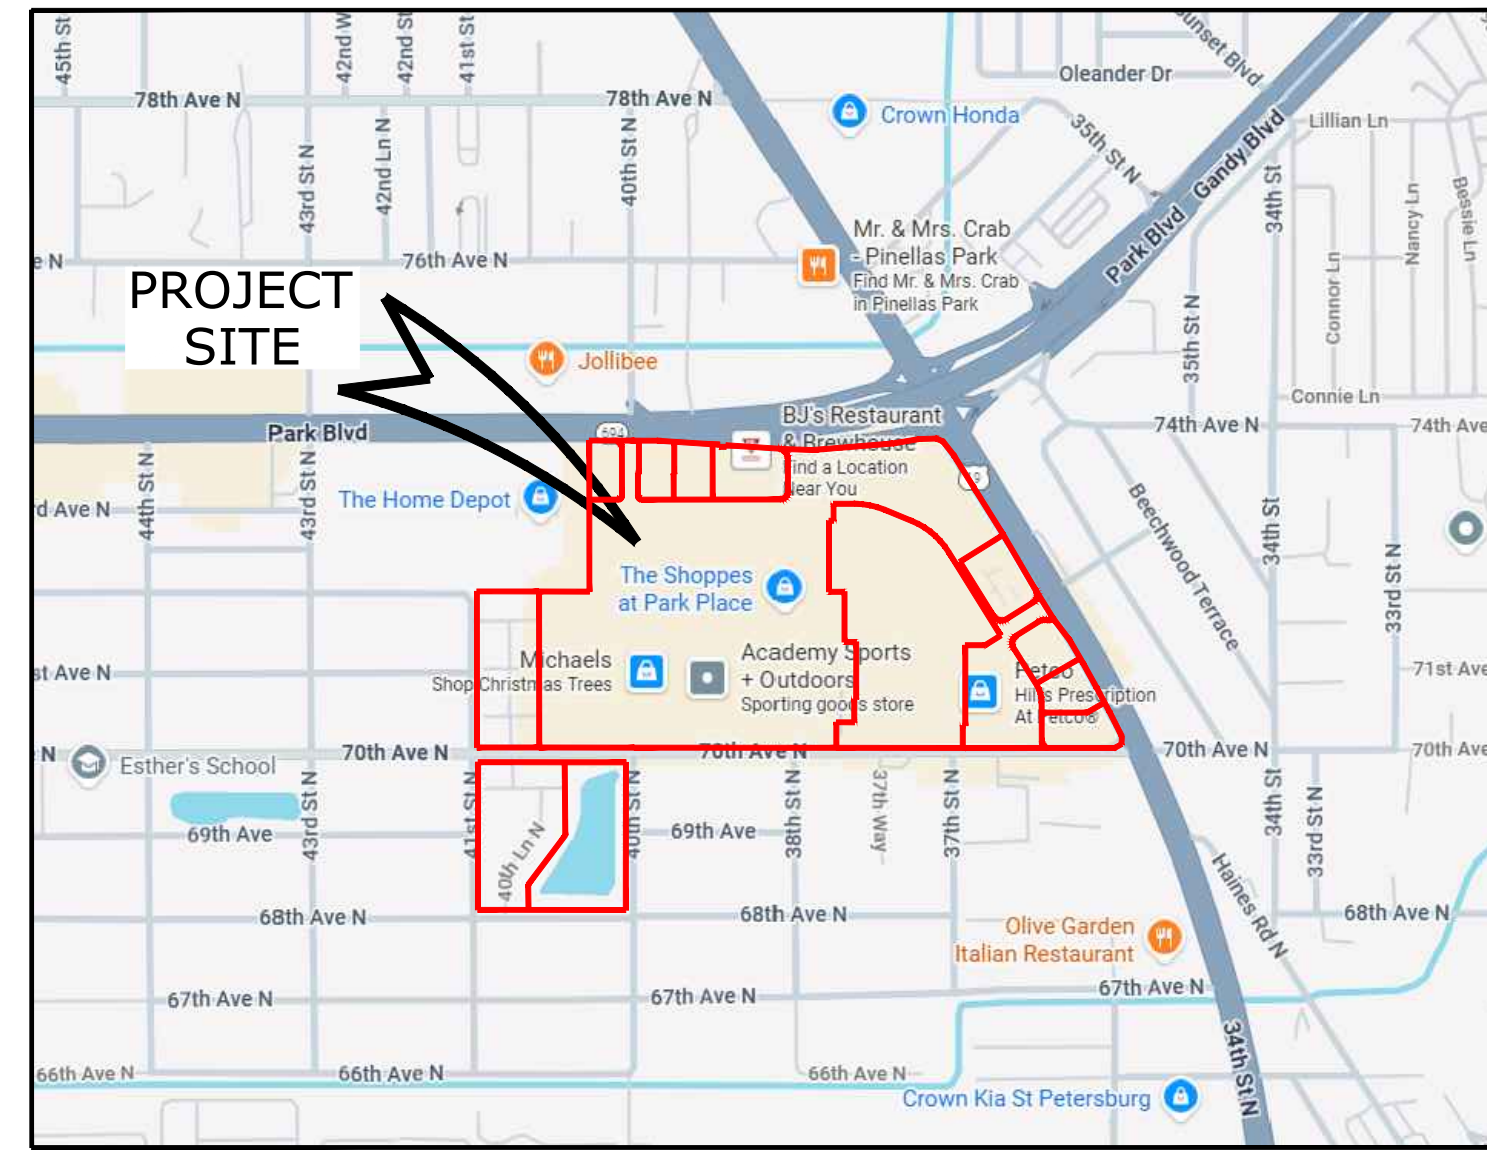 45th St
42nd W
42nd St
41st St
Sunset Blvd
Oleander Dr
78th Ave N
78th Ave N
Crown Honda
35th St N
Lillian Ln
Gandy Blvd
Park Blvd
34th St
Nancy Ln
Bessie Ln
Connor Ln
43rd St N
42nd Ln N
40th St N
Mr. & Mrs. Crab
- Pinellas Park
Find Mr. & Mrs. Crab
in Pinellas Park
e N
76th Ave N
PROJECT
SITE
Jollibee
35th St N
Connie Ln
Park Blvd
694
BJ's Restaurant
& Brewhouse
Find a Location
Near You
74th Ave N
74th Ave
19
44th St N
43rd St N
The Home Depot
rd Ave N
Beechwood Terrace
34th St
33rd St N
The Shoppes
at Park Place
Michaels
Shop Christmas Trees
Academy Sports
+ Outdoors
Sporting goods store
Petco
Hill's Prescription
At Petco®
st Ave N
71st Ave
N
70th Ave N
70th Ave N
70th Ave N
70th Ave
Esther's School
69th Ave
43rd St N
41st St N
40th Ln N
40th St N
69th Ave
38th St N
37th Way
37th St N
34th St
33rd St N
Haines Rd N
68th Ave N
68th Ave N
68th Ave N
Olive Garden
Italian Restaurant
67th Ave N
67th Ave N
67th Ave N
34th St N
66th Ave N
66th Ave N
66th Ave N
Crown Kia St Petersburg